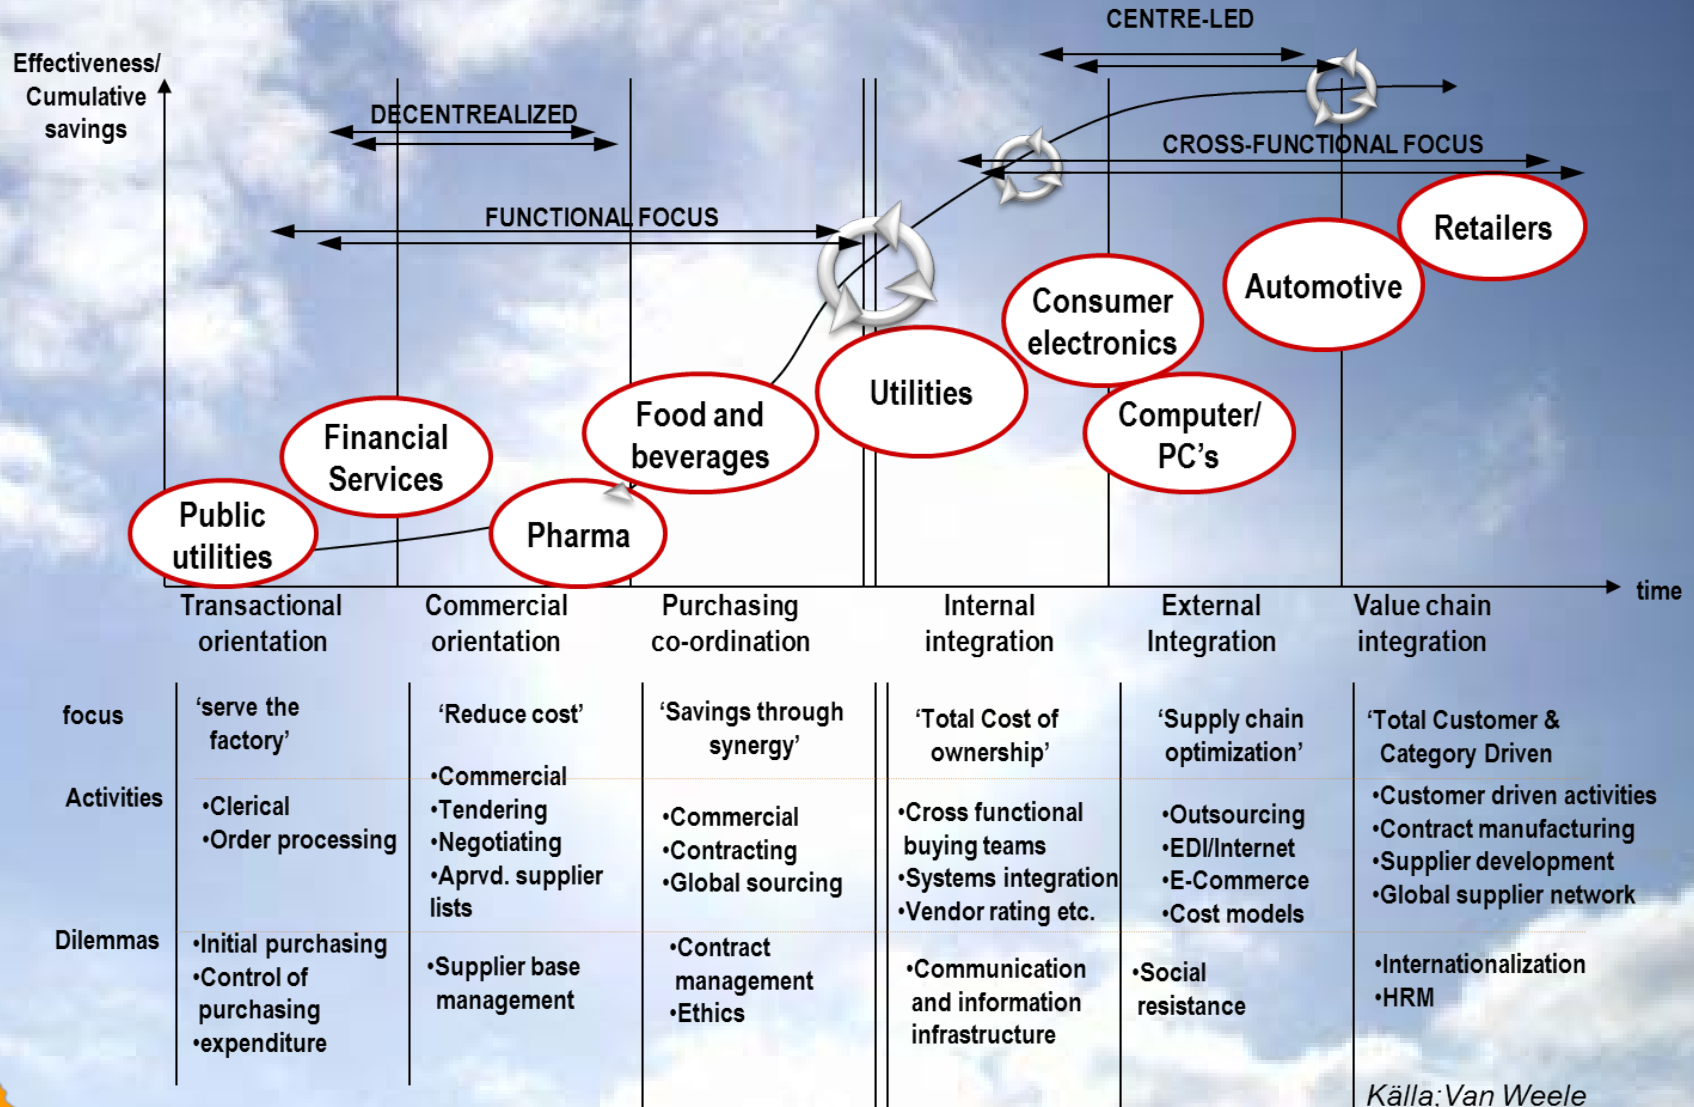 CENTRE-LED
Effectiveness/
Cumulative
savings
DECENTREALIZED
CROSS-FUNCTIONAL FOCUS
FUNCTIONAL FOCUS
Retailers
Automotive
Consumer
electronics
Utilities
Computer/
PC's
Food and
beverages
Financial
Services
Pharma
Public
utilities
time
Transactional
orientation
Commercial
orientation
Purchasing
co-ordination
Internal
integration
External
Integration
Value chain
integration
focus
‘serve the
factory’
‘Reduce cost’
‘Savings through
synergy’
‘Total Cost of
ownership’
‘Supply chain
optimization’
‘Total Customer &
Category Driven
Activities
•Clerical
•Order processing
•Commercial
•Tendering
•Negotiating
•Aprvd. supplier
lists
•Commercial
•Contracting
•Global sourcing
•Cross functional
buying teams
•Systems integration
•Vendor rating etc.
•Outsourcing
•EDI/Internet
•E-Commerce
•Cost models
•Customer driven activities
•Contract manufacturing
•Supplier development
•Global supplier network
Dilemmas
•Initial purchasing
•Control of
purchasing
•expenditure
•Supplier base
management
•Contract
management
•Ethics
•Communication
and information
infrastructure
•Social
resistance
•Internationalization
•HRM
Källa:Van Weele